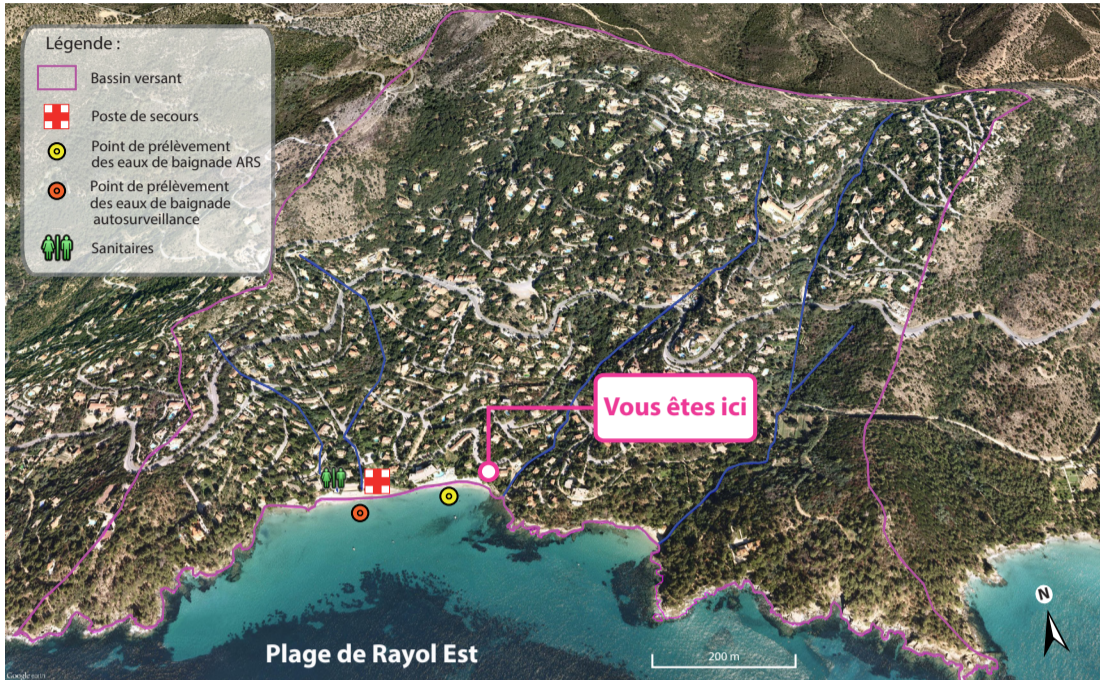 Légende :
Bassin versant
Poste de secours
Point de prélèvement
des eaux de baignade ARS
Point de prélèvement
des eaux de baignade
autosurveillance
Sanitaires
Vous êtes ici
N
Plage de Rayol Est
200 m
Google